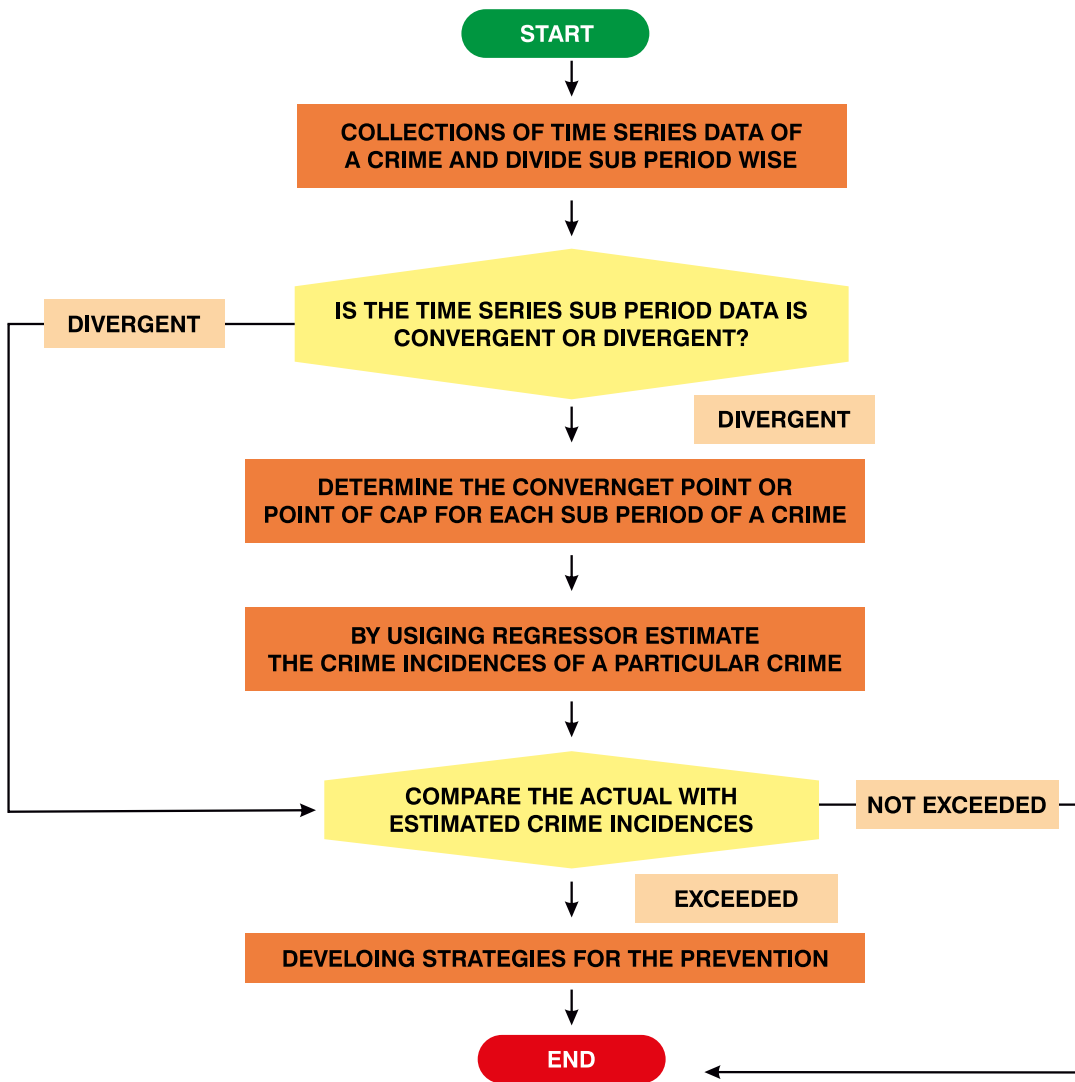 START
COLLECTIONS OF TIME SERIES DATA OF
A CRIME AND DIVIDE SUB PERIOD WISE
IS THE TIME SERIES SUB PERIOD DATA IS
CONVERGENT OR DIVERGENT?
DIVERGENT
DIVERGENT
DETERMINE THE CONVERNGET POINT OR
POINT OF CAP FOR EACH SUB PERIOD OF A CRIME
BY USIGING REGRESSOR ESTIMATE
THE CRIME INCIDENCES OF A PARTICULAR CRIME
COMPARE THE ACTUAL WITH
ESTIMATED CRIME INCIDENCES
NOT EXCEEDED
EXCEEDED
DEVELOING STRATEGIES FOR THE PREVENTION
END